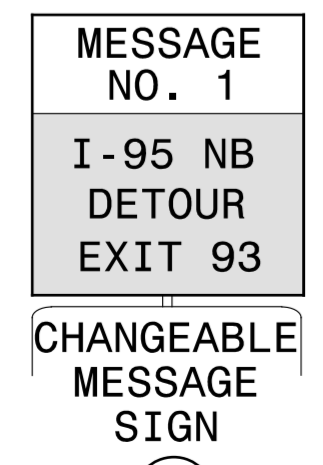 MESSAGE
NO. 1
I-95 NB
DETOUR
EXIT 93
CHANGEABLE
MESSAGE
SIGN